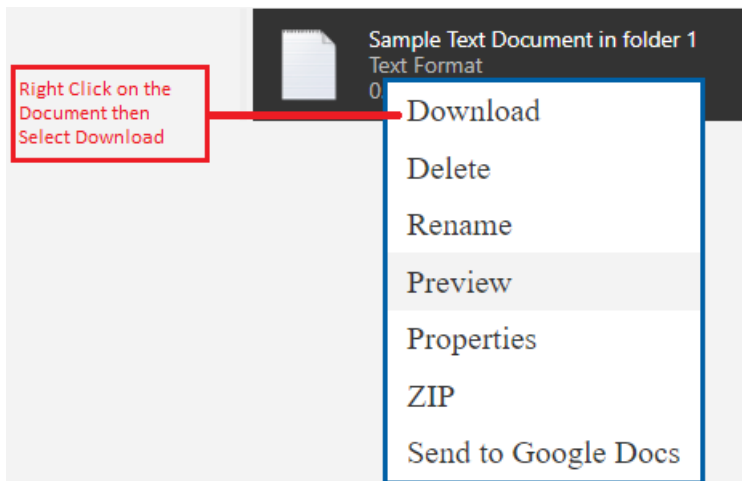 Sample Text Document in folder 1
Text Format
0
Right Click on the
Document then
Select Download
Download
Delete
Rename
Preview
Properties
ZIP
Send to Google Docs